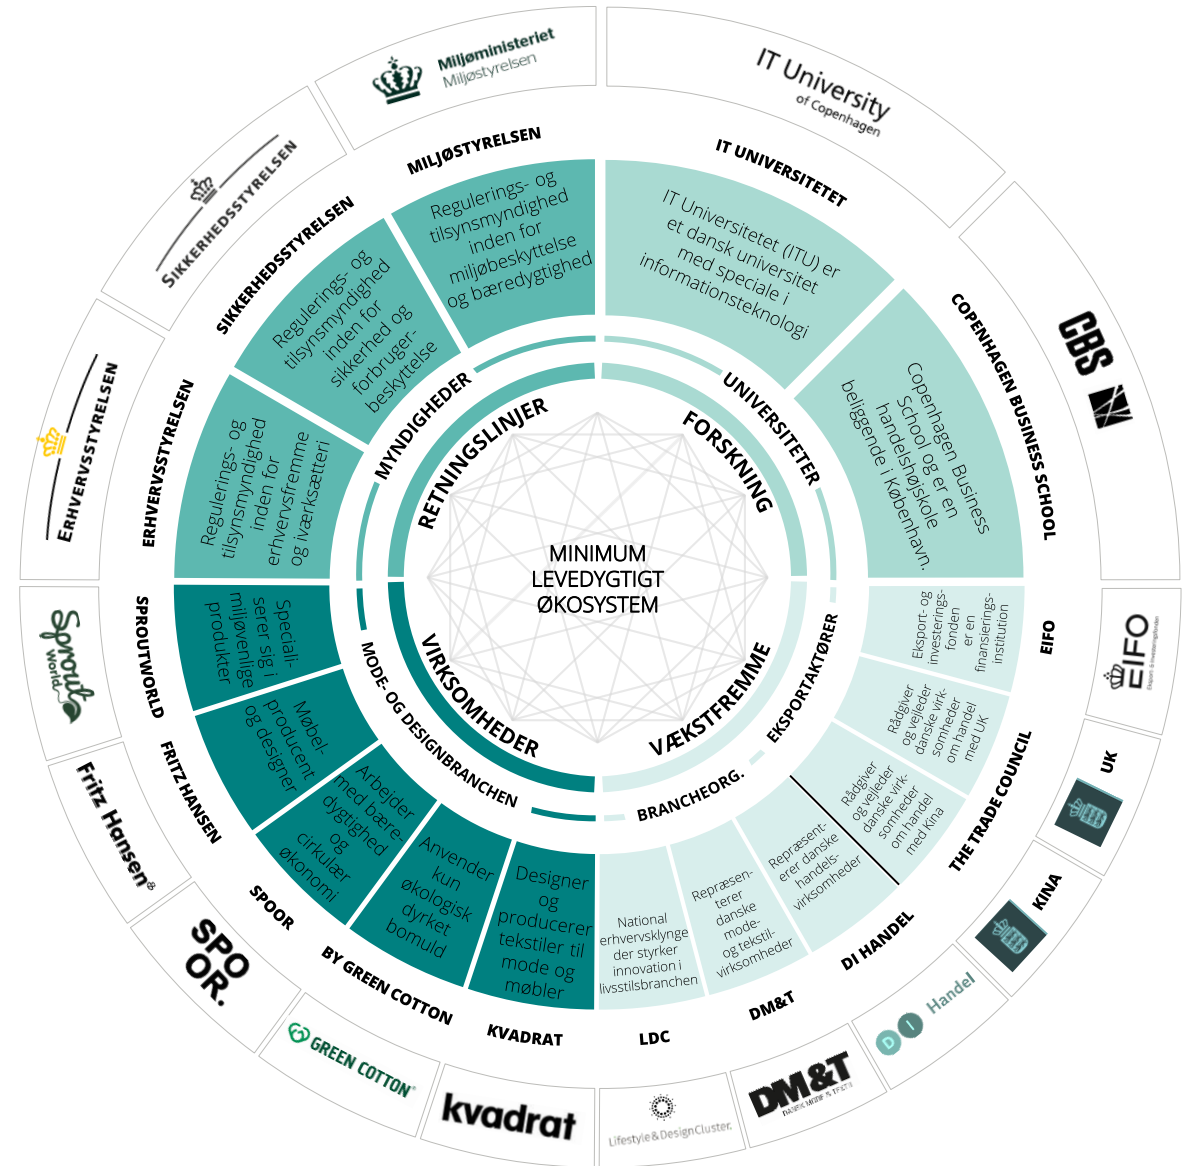 MINIMUM
LEVEDYGTIGT
ØKOSYSTEM
RETNINGSLINJER
MYNDIGHEDER
Miljøministeriet
Miljøstyrelsen
MILJØSTYRELSEN
Regulerings- og
tilsynsmyndighed
inden for
miljøbeskyttelse
og bæredygtighed
SIKKERHEDSSTYRELSEN
SIKKERHEDSSTYRELSEN
Regulerings- og
tilsynsmyndighed
inden for
sikkerhed og
forbruger-
beskyttelse
ERHVERVSSTYRELSEN
ERHVERVSSTYRELSEN
Regulerings- og
tilsynsmyndighed
inden for
erhvervsfremme
og iværksætteri
FORSKNING
UNIVERSITETER
IT University
of Copenhagen
IT UNIVERSITETET
IT Universitetet (ITU) er
et dansk universitet
med speciale i
informationsteknologi
CBS
COPENHAGEN BUSINESS SCHOOL
Copenhagen Business
School og er en
handelshøjskole
beliggende i København.
VÆKSTFREMME
EKSPORTAKTØRER
EIFO
Eksport- & Investeringsfonden
EIFO
Eksport- og
investerings-
fonden
er en
finansierings-
institution
THE TRADE COUNCIL
UK
Rådgiver
og vejleder
danske virk-
somheder
om handel
med UK
KINA
Rådgiver
og vejleder
danske virk-
somheder
om handel
med Kina
BRANCHEORG.
DI Handel
DI HANDEL
Repræsent-
erer danske
handels-
virksomheder
DM&T
DANSK MODE & TEXTIL
DM&T
Repræsen-
terer
danske
mode-
og tekstil-
virksomheder
Lifestyle & DesignCluster.
LDC
National
erhvervsklynge
der styrker
innovation i
livsstilsbranchen
VIRKSOMHEDER
MODE- OG DESIGNBRANCHEN
kvadrat
KVADRAT
Designer
og
producerer
tekstiler til
mode og
møbler
GREEN COTTON
BY GREEN COTTON
Anvender
kun
økologisk
dyrket
bomuld
SPO
OR.
SPOOR
Arbejder
med bære-
dygtighed
og
cirkulær
økonomi
Fritz Hansen®
FRITZ HANSEN
Møbel-
producent
og designer
Sprout
World
SPROUTWORLD
Speciali-
serer sig i
miljøvenlige
produkter